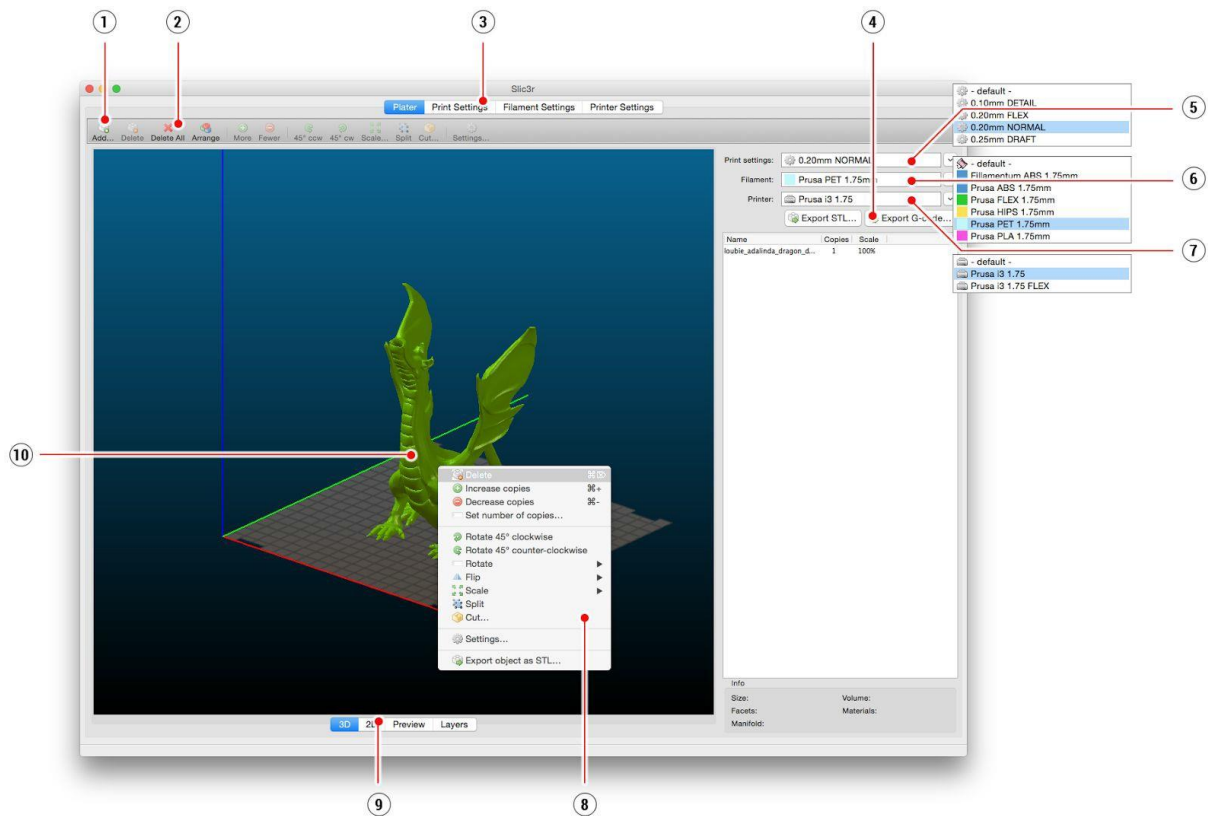 1
2
3
4
Slic3r
Plater Print Settings Filament Settings Printer Settings
Add... Delete Delete All Arrange More Fewer 45° ccw 45° cw Scale... Split Cut... Settings...
Print settings: 0.20mm NORMAL
Filament: Prusa PET 1.75mm
Printer: Prusa i3 1.75
Export STL... Export G-code...
Name Copies Scale
loubie_adalinda_dragon_d... 1 100%
- default -
0.10mm DETAIL
0.20mm FLEX
0.20mm NORMAL
0.25mm DRAFT
5
- default -
Fillamentum ABS 1.75mm
Prusa ABS 1.75mm
Prusa FLEX 1.75mm
Prusa HIPS 1.75mm
Prusa PET 1.75mm
Prusa PLA 1.75mm
6
7
- default -
Prusa i3 1.75
Prusa i3 1.75 FLEX
10
Delete
Increase copies ⌘+
Decrease copies ⌘-
Set number of copies...
Rotate 45° clockwise
Rotate 45° counter-clockwise
Rotate
Flip
Scale
Split
Cut...
Settings...
Export object as STL...
Info
Size: Volume:
Facets: Materials:
Manifold:
3D 2D Preview Layers
9
8